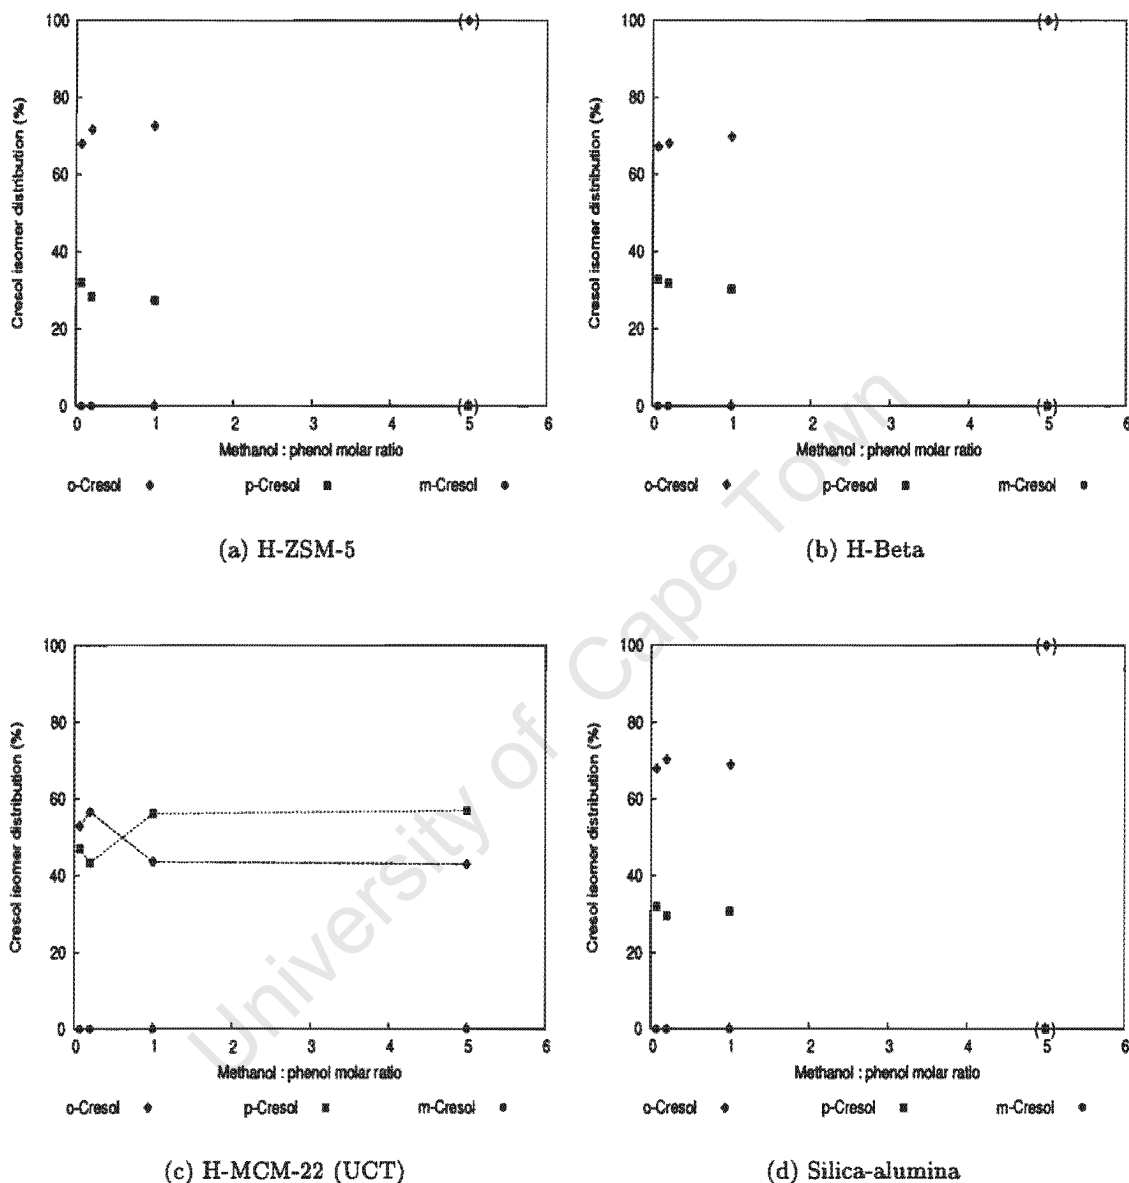 Cresol isomer distribution (%)
100
80
60
40
20
0
(♦)
(■)
0 1 2 3 4 5 6
Methanol : phenol molar ratio
o-Cresol ♦ p-Cresol ■ m-Cresol ●
(a) H-ZSM-5
Cresol isomer distribution (%)
100
80
60
40
20
0
(♦)
(■)
0 1 2 3 4 5 6
Methanol : phenol molar ratio
o-Cresol ♦ p-Cresol ■ m-Cresol ●
(b) H-Beta
Cresol isomer distribution (%)
100
80
60
40
20
0
0 1 2 3 4 5 6
Methanol : phenol molar ratio
o-Cresol ♦ p-Cresol ■ m-Cresol ●
(c) H-MCM-22 (UCT)
Cresol isomer distribution (%)
100
80
60
40
20
0
(♦)
(■)
0 1 2 3 4 5 6
Methanol : phenol molar ratio
o-Cresol ♦ p-Cresol ■ m-Cresol ●
(d) Silica-alumina
University of Cape Town